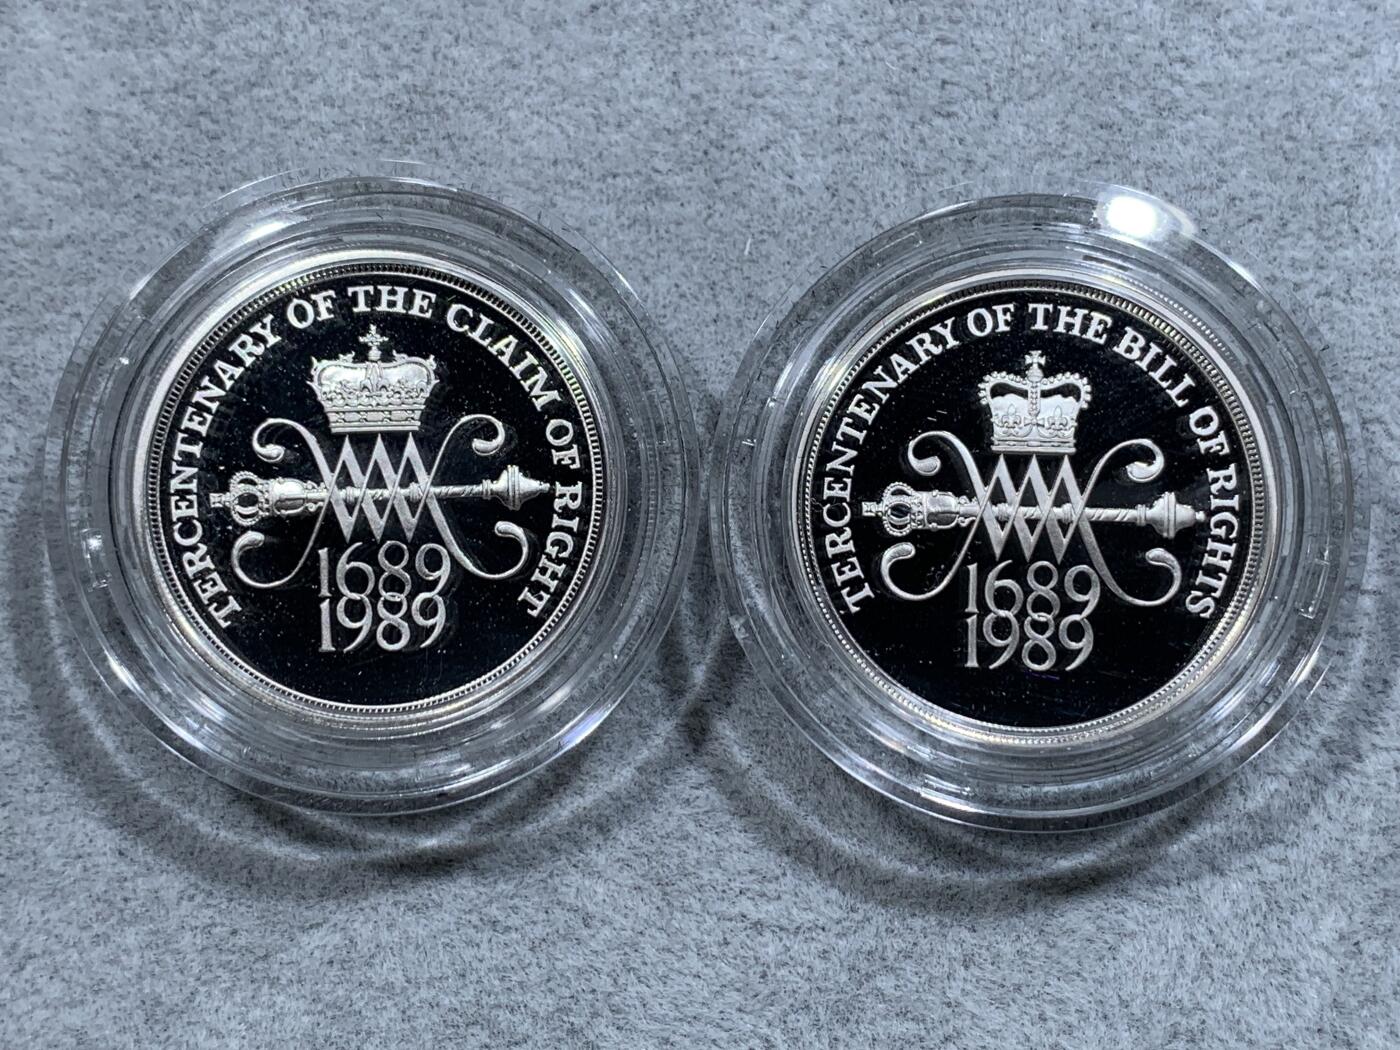 TERCENTENARY OF THE CLAIM OF RIGHT
1689
1989
TERCENTENARY OF THE BILL OF RIGHTS
1689
1989